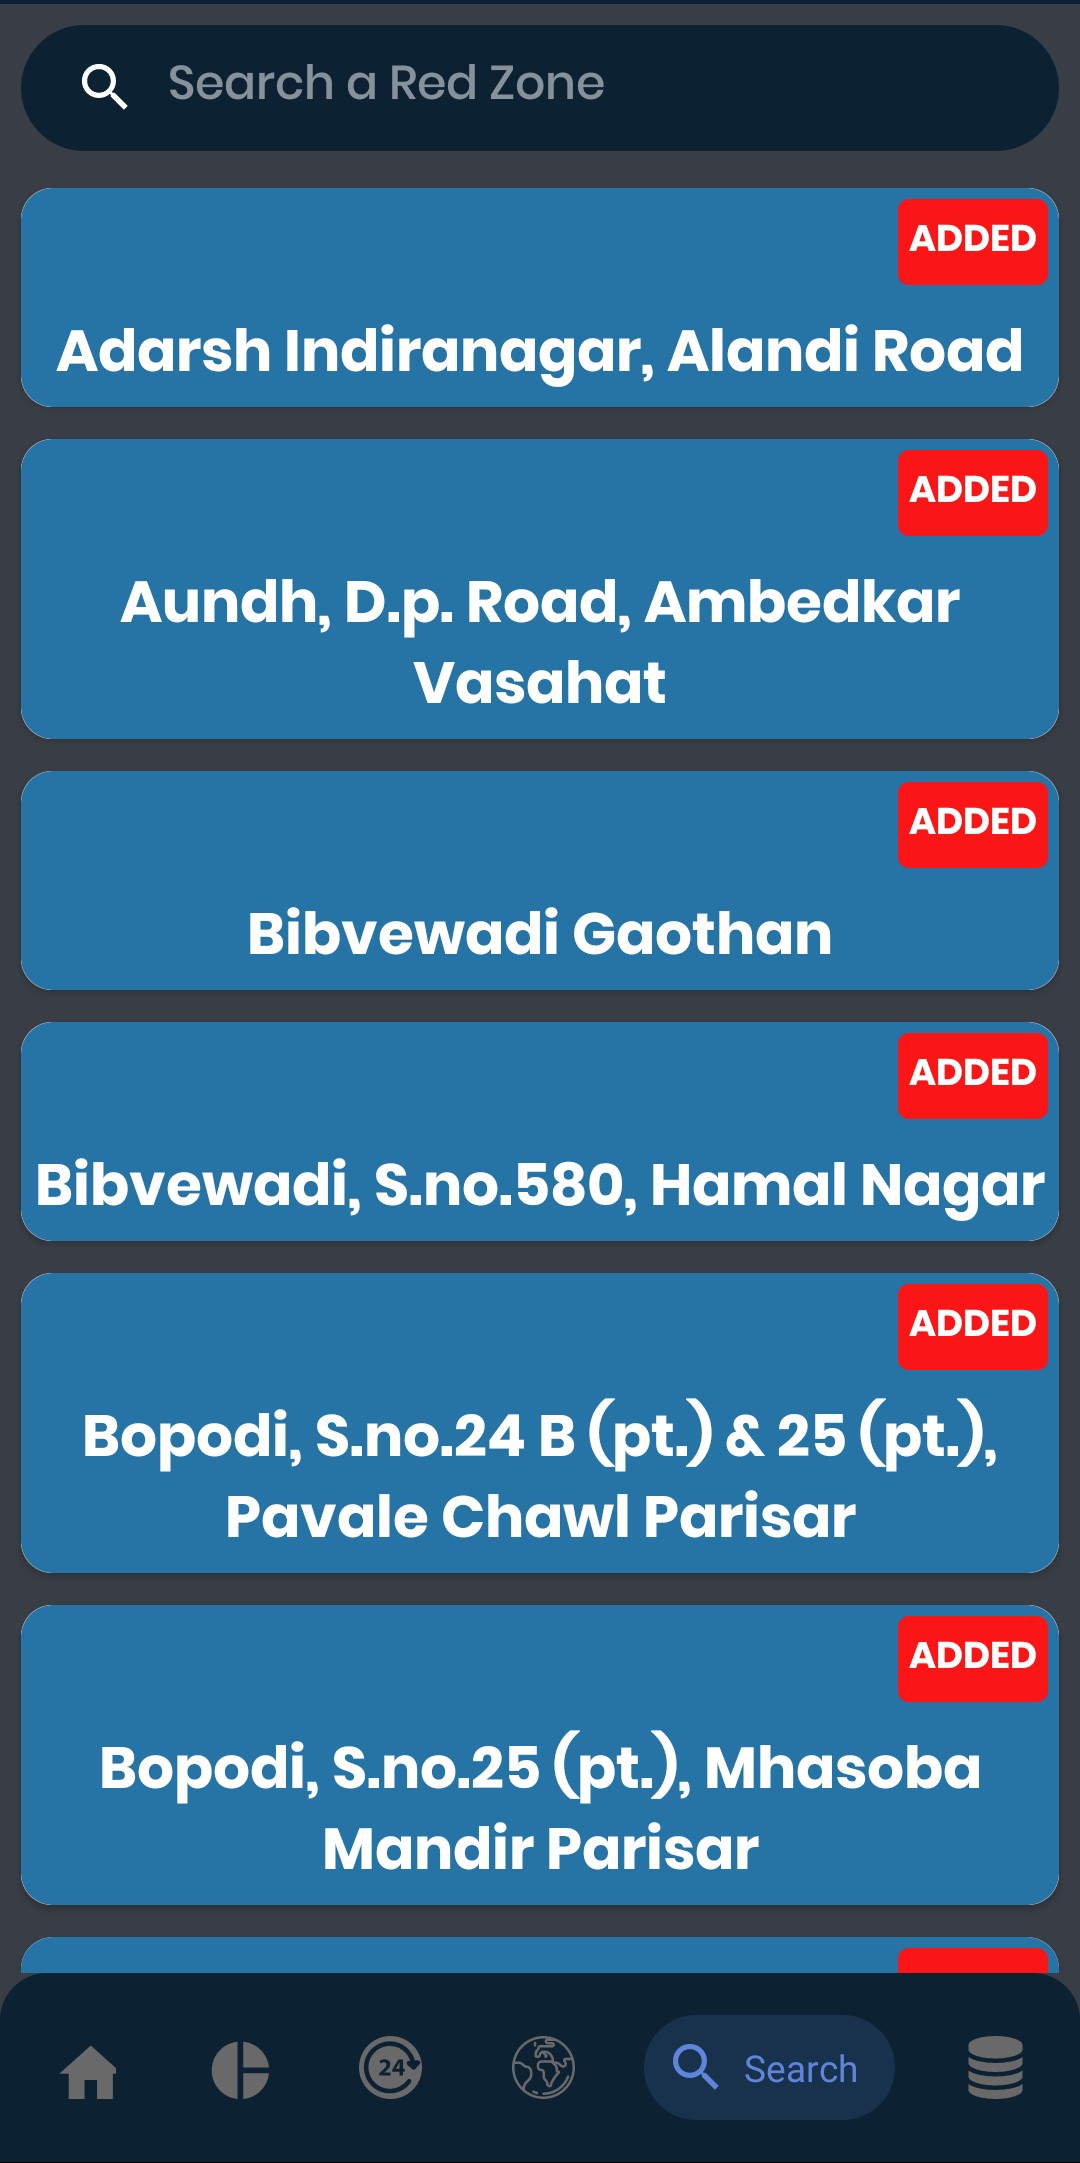 Search a Red Zone
ADDED
Adarsh Indiranagar, Alandi Road
ADDED
Aundh, D.p. Road, Ambedkar
Vasahat
ADDED
Bibvewadi Gaothan
ADDED
Bibvewadi, S.no.580, Hamal Nagar
ADDED
Bopodi, S.no.24 B (pt.) & 25 (pt.),
Pavale Chawl Parisar
ADDED
Bopodi, S.no.25 (pt.), Mhasoba
Mandir Parisar
24
Search